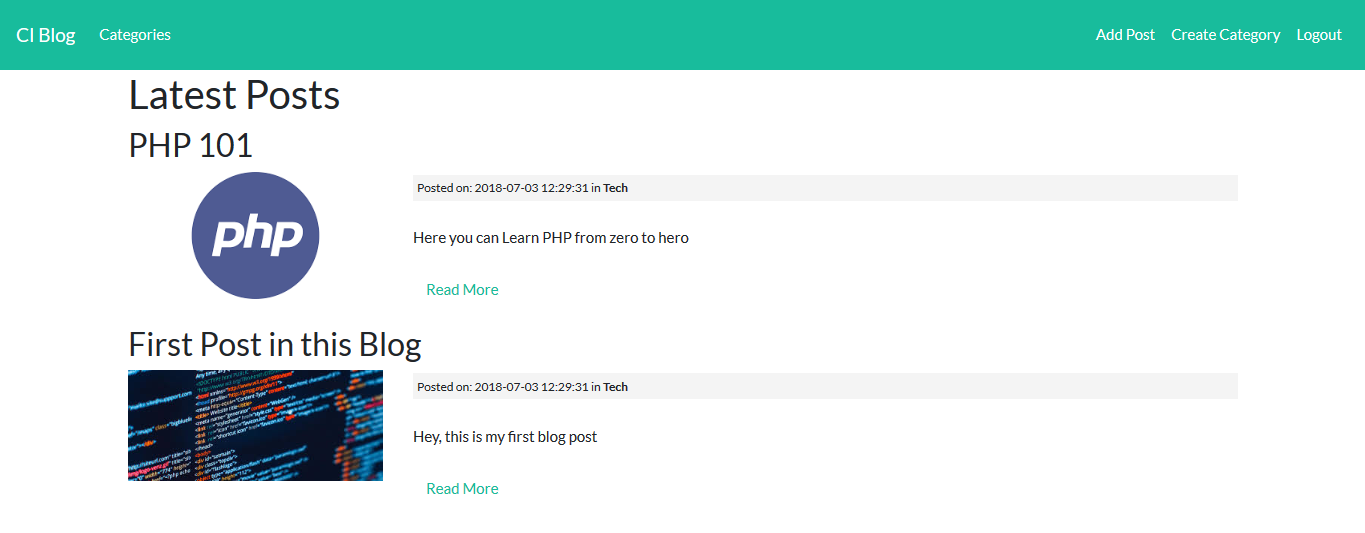 CI Blog Categories Add Post Create Category Logout
Latest Posts
PHP 101
php
Posted on: 2018-07-03 12:29:31 in Tech
Here you can Learn PHP from zero to hero
Read More
First Post in this Blog
Posted on: 2018-07-03 12:29:31 in Tech
Hey, this is my first blog post
Read More